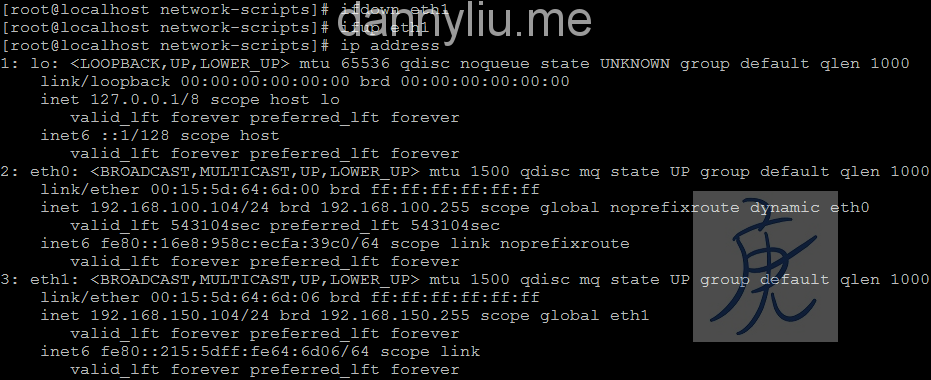 dannyliu.me
[root@localhost network-scripts]# ifdown eth1
[root@localhost network-scripts]# ifup eth1
[root@localhost network-scripts]# ip address
1: lo: <LOOPBACK,UP,LOWER_UP> mtu 65536 qdisc noqueue state UNKNOWN group default qlen 1000
    link/loopback 00:00:00:00:00:00 brd 00:00:00:00:00:00
    inet 127.0.0.1/8 scope host lo
       valid_lft forever preferred_lft forever
    inet6 ::1/128 scope host
       valid_lft forever preferred_lft forever
2: eth0: <BROADCAST,MULTICAST,UP,LOWER_UP> mtu 1500 qdisc mq state UP group default qlen 1000
    link/ether 00:15:5d:64:6d:00 brd ff:ff:ff:ff:ff:ff
    inet 192.168.100.104/24 brd 192.168.100.255 scope global noprefixroute dynamic eth0
       valid_lft 543104sec preferred_lft 543104sec
    inet6 fe80::16e8:958c:ecfa:39c0/64 scope link noprefixroute
       valid_lft forever preferred_lft forever
3: eth1: <BROADCAST,MULTICAST,UP,LOWER_UP> mtu 1500 qdisc mq state UP group default qlen 1000
    link/ether 00:15:5d:64:6d:06 brd ff:ff:ff:ff:ff:ff
    inet 192.168.150.104/24 brd 192.168.150.255 scope global eth1
       valid_lft forever preferred_lft forever
    inet6 fe80::215:5dff:fe64:6d06/64 scope link
       valid_lft forever preferred_lft forever